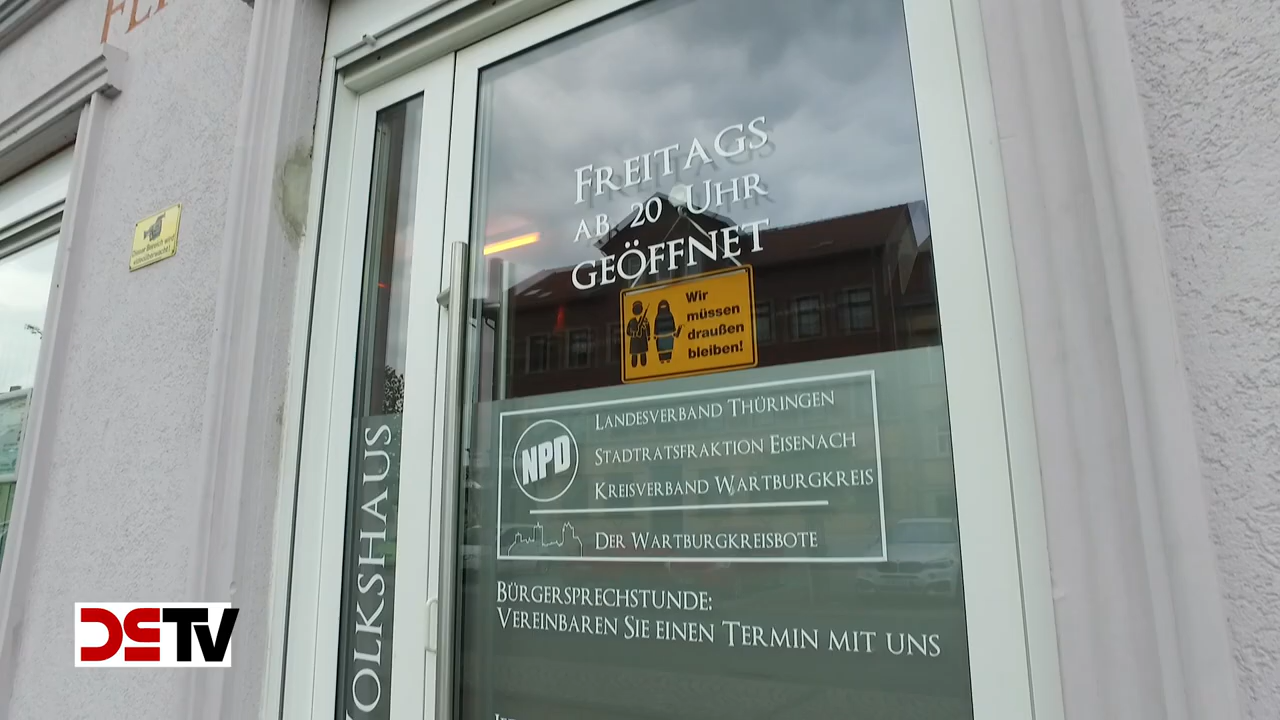 FREITAGS
AB 20 UHR
GEÖFFNET
Wir
müssen
draußen
bleiben!
NPD
LANDESVERBAND THÜRINGEN
STADTRATSFRAKTION EISENACH
KREISVERBAND WARTBURGKREIS
DER WARTBURGKREISBOTE
BÜRGERSPRECHSTUNDE:
VEREINBAREN SIE EINEN TERMIN MIT UNS
VOLKSHAUS
DSTV